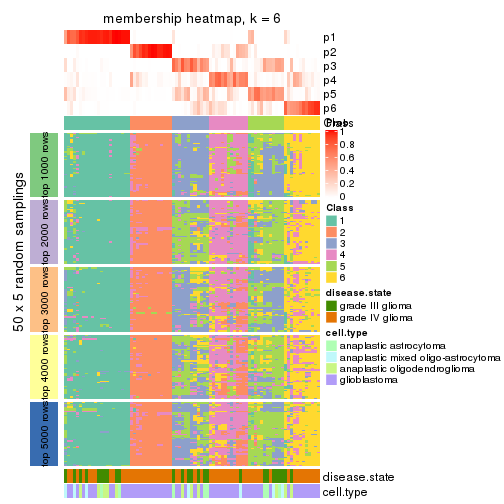 membership heatmap, k = 6
p1
p2
p3
p4
p5
p6
Class
Prob
1
0.8
0.6
0.4
0.2
0
Class
1
2
3
4
5
6
disease.state
grade III glioma
grade IV glioma
cell.type
anaplastic astrocytoma
anaplastic mixed oligo-astrocytoma
anaplastic oligodendroglioma
glioblastoma
50 x 5 random samplings
top 1000 rows
top 2000 rows
top 3000 rows
top 4000 rows
top 5000 rows
disease.state
cell.type